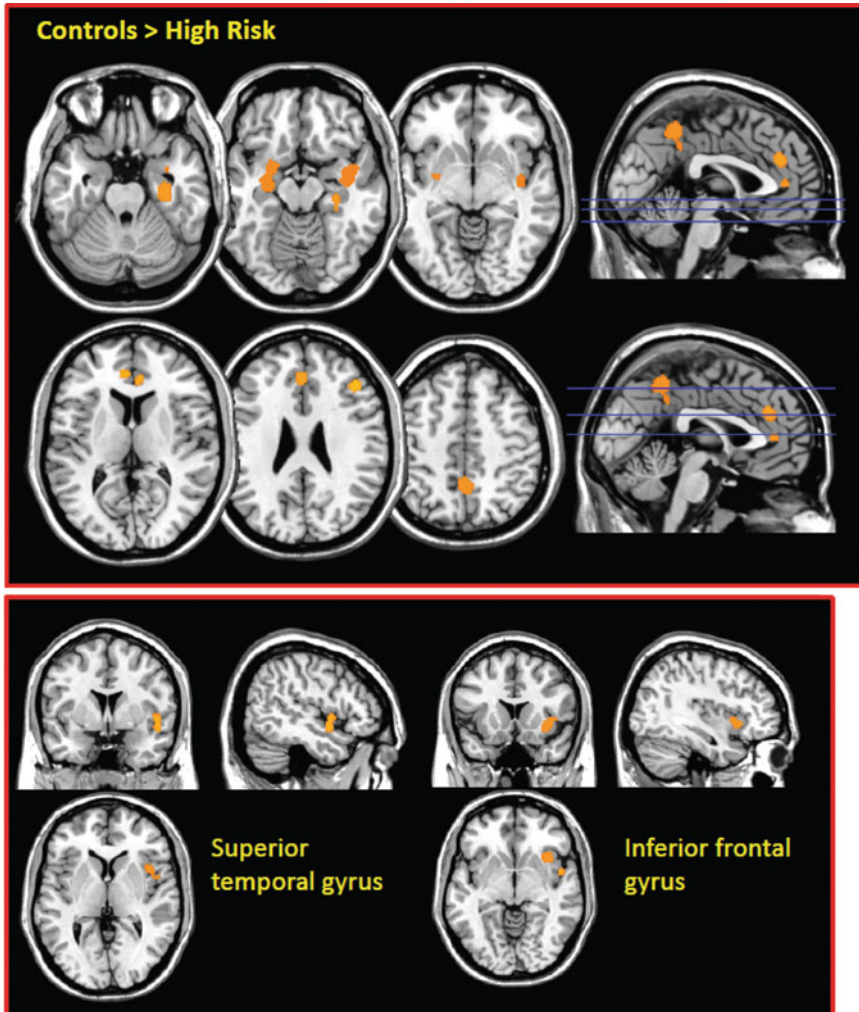 Controls > High Risk
Superior
temporal gyrus
Inferior frontal
gyrus